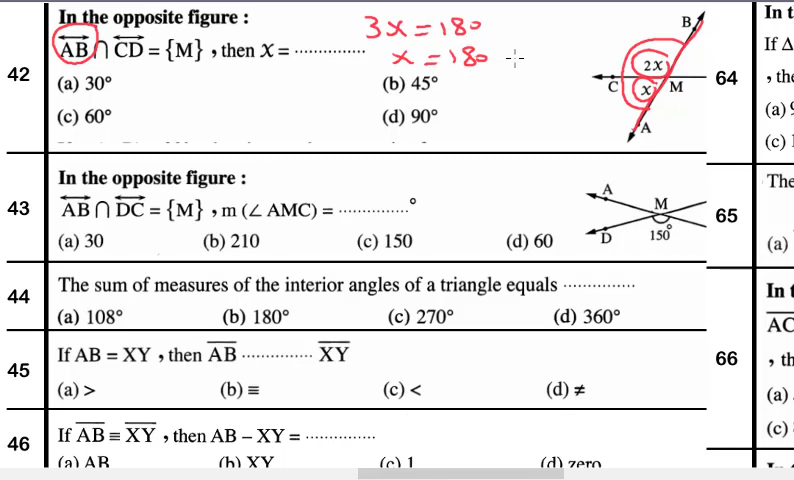 In the opposite figure :
3x = 180
42
AB ∩ CD = {M} , then x = ...............
x = 180
(a) 30°
(b) 45°
(c) 60°
(d) 90°
B
2x
C
x
M
A
43
In the opposite figure :
AB ∩ DC = {M} , m (∠ AMC) = ...............°
(a) 30
(b) 210
(c) 150
(d) 60
A
M
D
150°
44
The sum of measures of the interior angles of a triangle equals ...............
(a) 108°
(b) 180°
(c) 270°
(d) 360°
45
If AB = XY , then AB ............... XY
(a) >
(b) ≡
(c) <
(d) ≠
46
If AB ≡ XY , then AB – XY = ...............
(a) AB
(b) XY
(c) 1
(d) zero
64
If Δ
(c)
65
The
(a)
66
AC
(a)
(c)